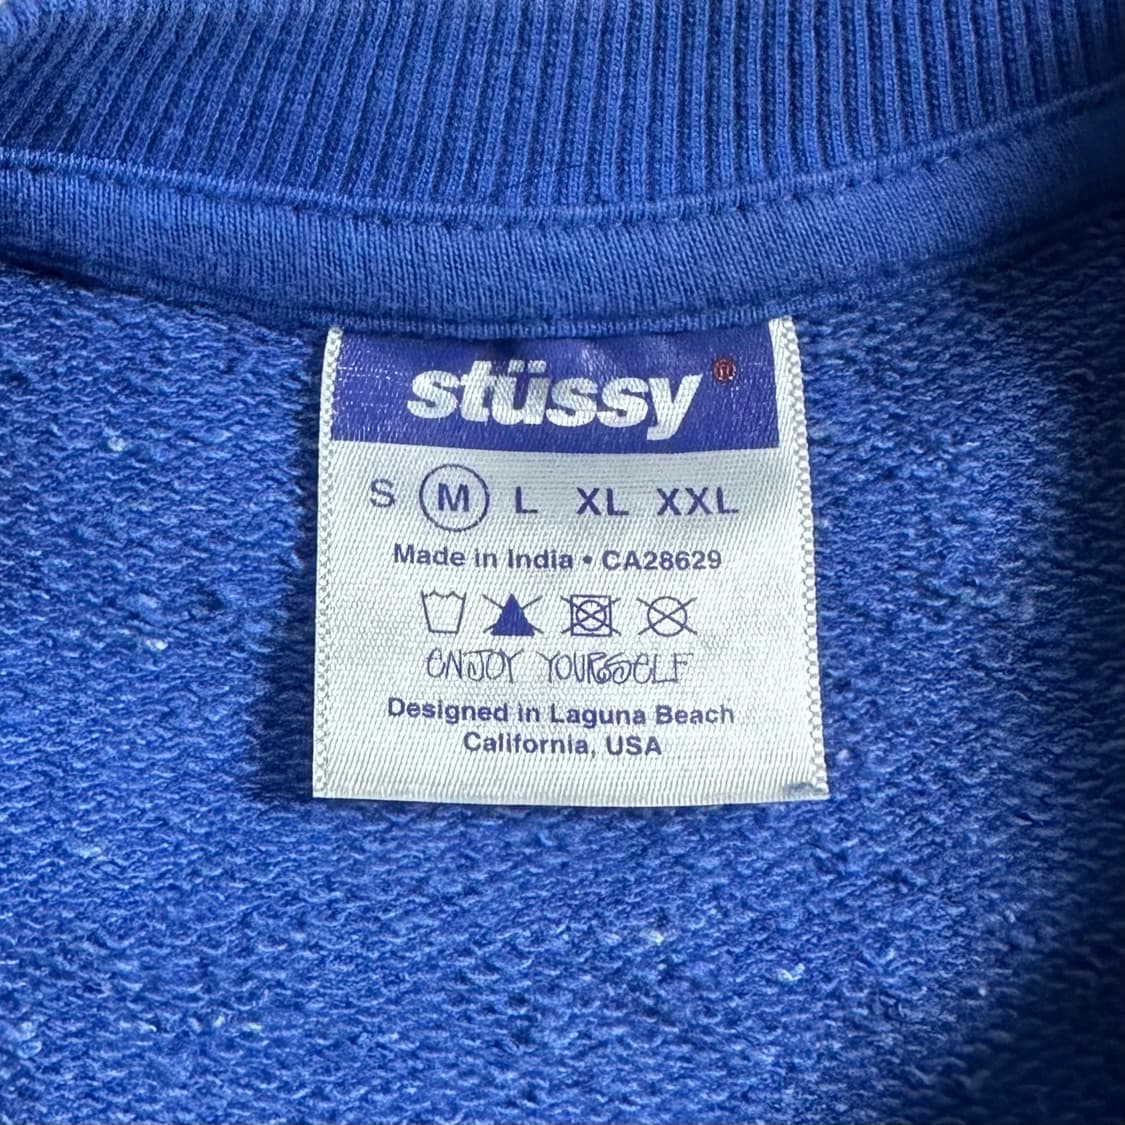 stüssy ®
S M L XL XXL
Made in India • CA28629
ENJOY YOURSELF
Designed in Laguna Beach
California, USA